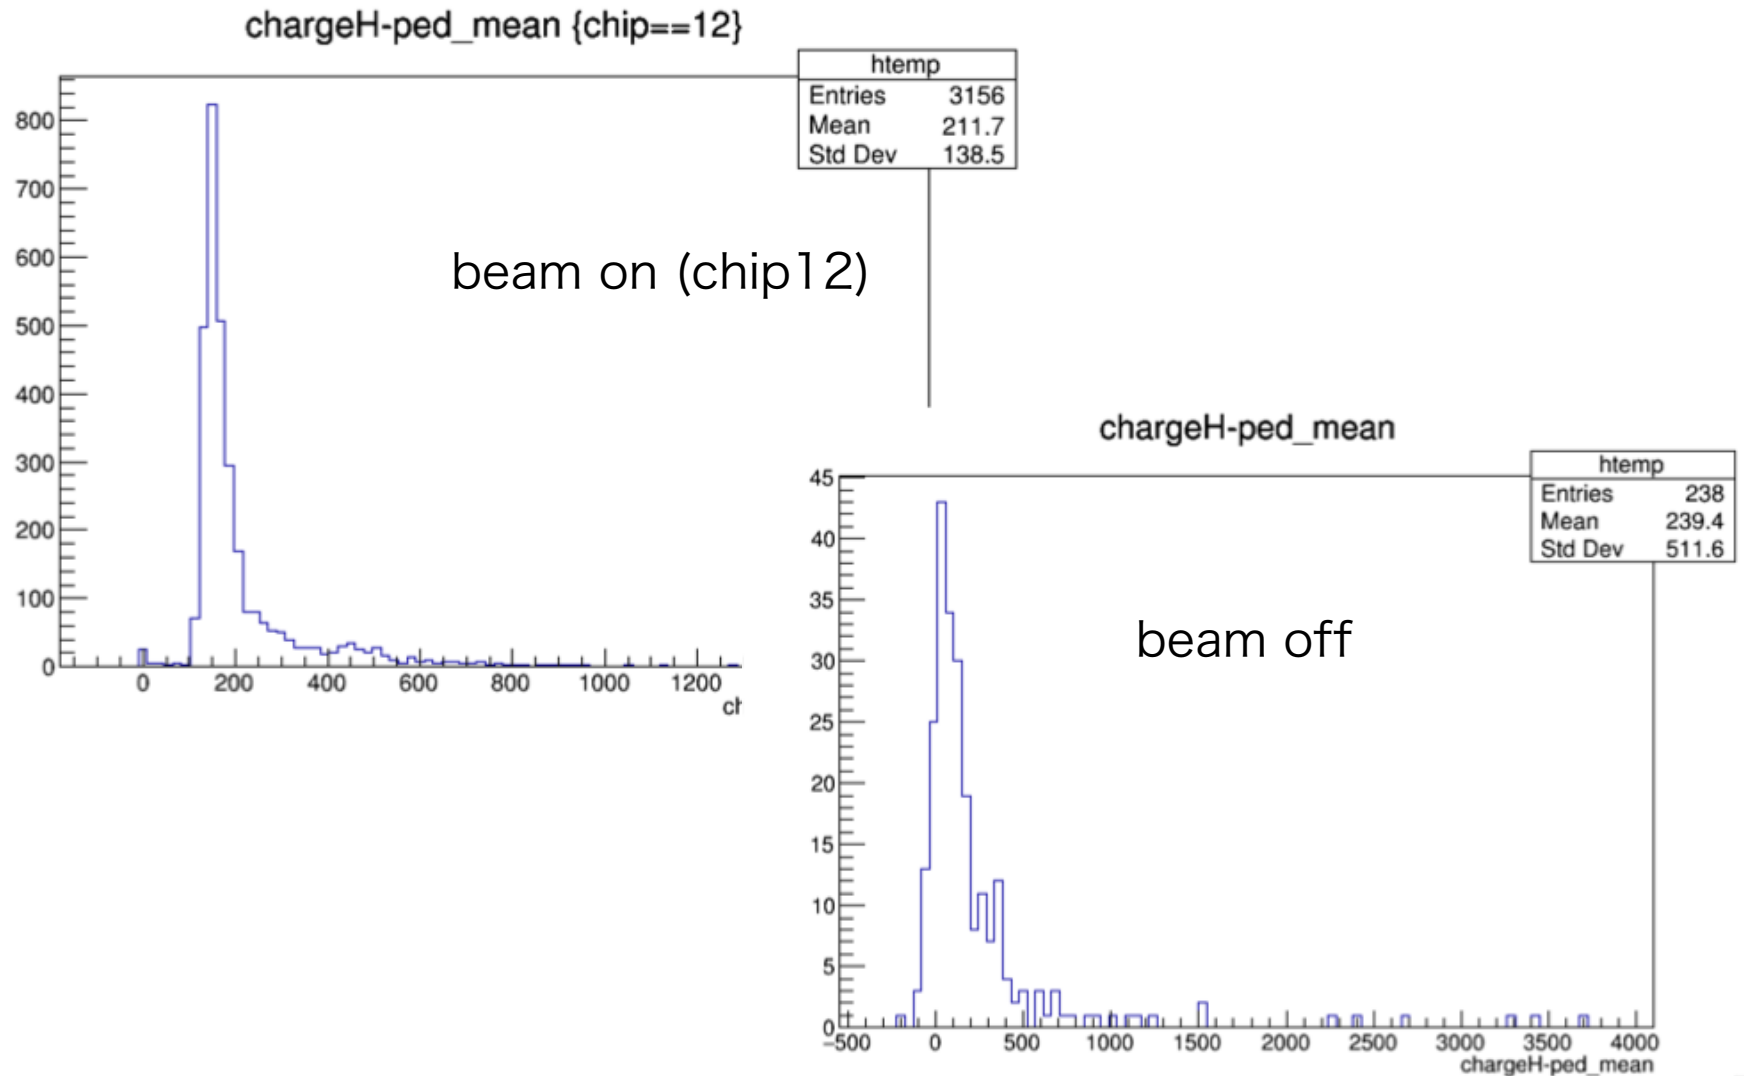 chargeH-ped_mean {chip==12}
htemp
Entries 3156
Mean 211.7
Std Dev 138.5
800
700
600
500
400
300
200
100
0
beam on (chip12)
0 200 400 600 800 1000 1200
ch
chargeH-ped_mean
htemp
Entries 238
Mean 239.4
Std Dev 511.6
45
40
35
30
25
20
15
10
5
0
beam off
−500 0 500 1000 1500 2000 2500 3000 3500 4000
chargeH-ped_mean